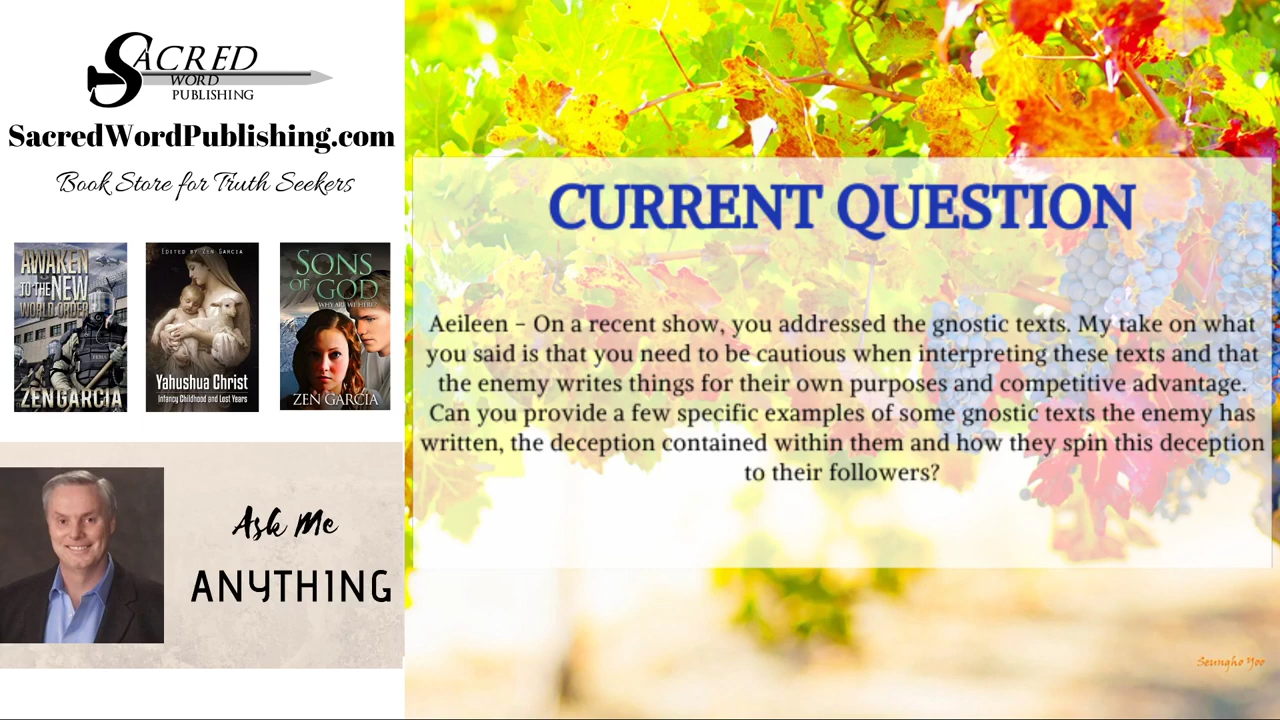 SACRED
WORD
PUBLISHING
SacredWordPublishing.com
Book Store for Truth Seekers
AWAKEN
TO THE NEW
WORLD ORDER
ZEN GARCIA
EDITED BY ZEN GARCIA
Yahushua Christ
Infancy Childhood and Lost Years
SONS
OF GOD
WHY ARE WE HERE?
ZEN GARCIA
Ask Me
ANYTHING
CURRENT QUESTION
Aeileen – On a recent show, you addressed the gnostic texts. My take on what
you said is that you need to be cautious when interpreting these texts and that
the enemy writes things for their own purposes and competitive advantage.
Can you provide a few specific examples of some gnostic texts the enemy has
written, the deception contained within them and how they spin this deception
to their followers?
Seungho Yoo